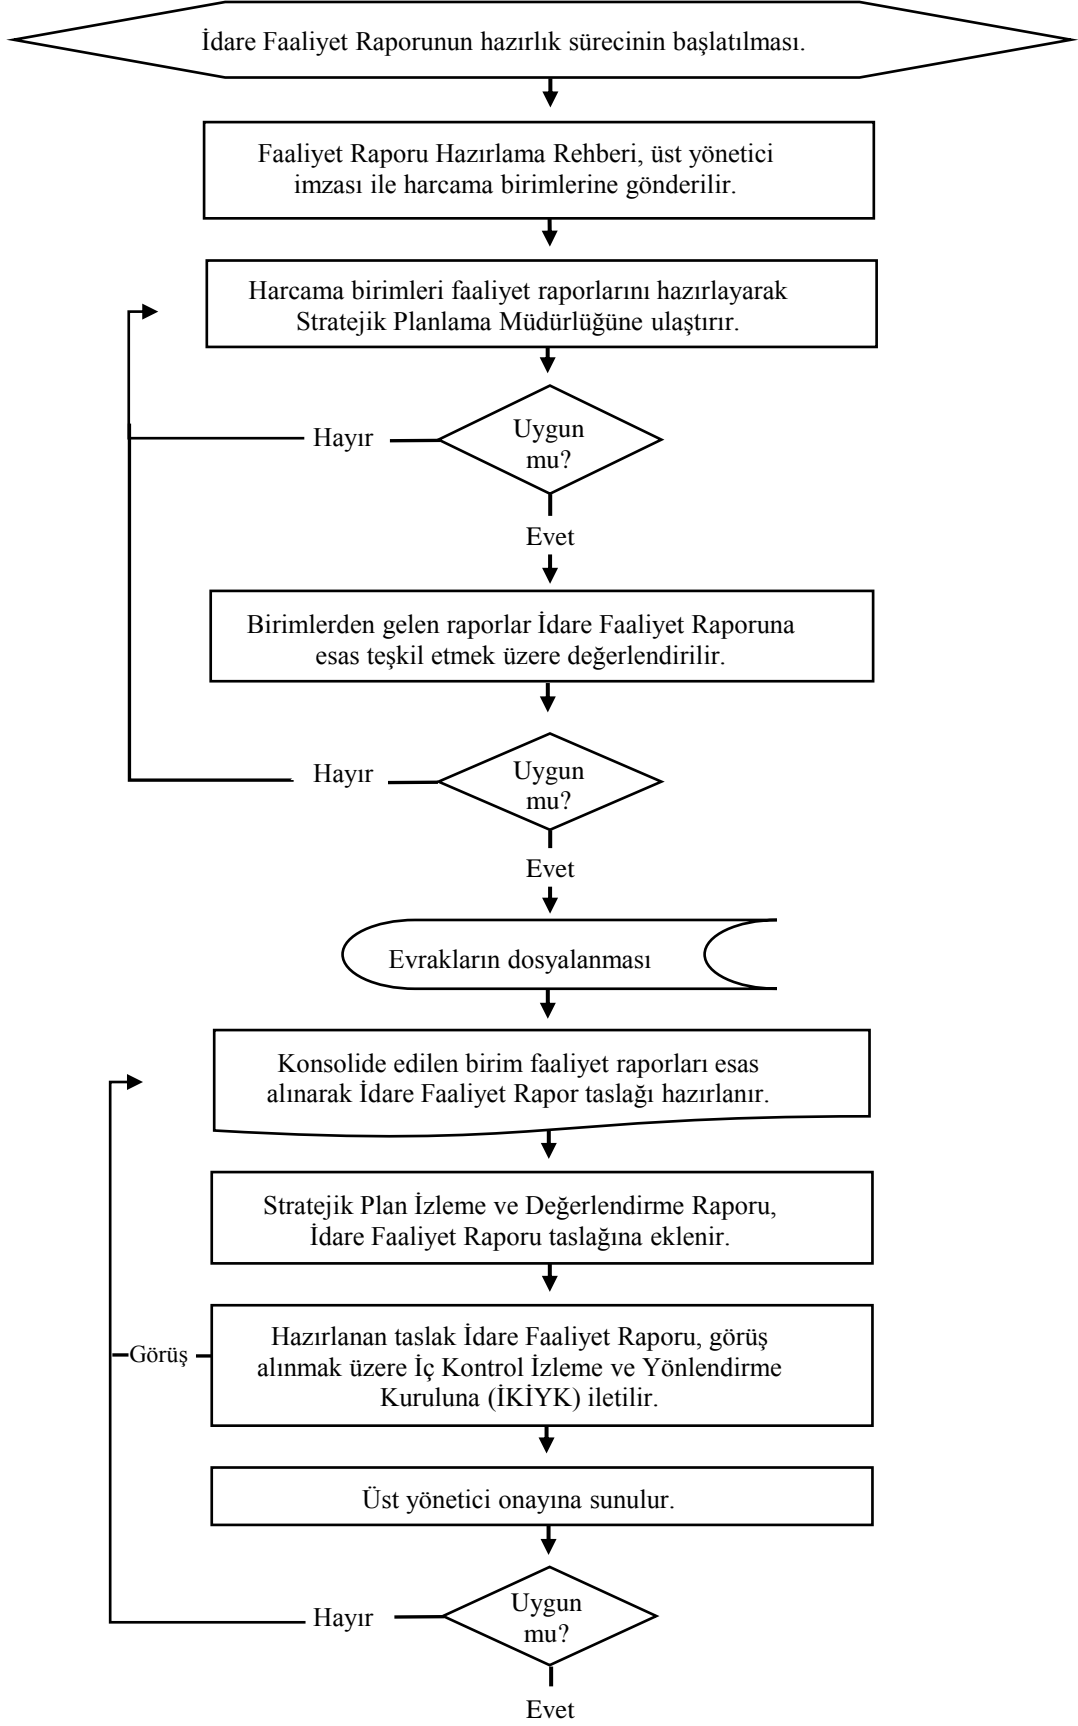 İdare Faaliyet Raporunun hazırlık sürecinin başlatılması.
Faaliyet Raporu Hazırlama Rehberi, üst yönetici
imzası ile harcama birimlerine gönderilir.
Harcama birimleri faaliyet raporlarını hazırlayarak
Stratejik Planlama Müdürlüğüne ulaştırır.
Hayır
Uygun
mu?
Evet
Birimlerden gelen raporlar İdare Faaliyet Raporuna
esas teşkil etmek üzere değerlendirilir.
Hayır
Uygun
mu?
Evet
Evrakların dosyalanması
Konsolide edilen birim faaliyet raporları esas
alınarak İdare Faaliyet Rapor taslağı hazırlanır.
Stratejik Plan İzleme ve Değerlendirme Raporu,
İdare Faaliyet Raporu taslağına eklenir.
Görüş
Hazırlanan taslak İdare Faaliyet Raporu, görüş
alınmak üzere İç Kontrol İzleme ve Yönlendirme
Kuruluna (İKİYK) iletilir.
Üst yönetici onayına sunulur.
Hayır
Uygun
mu?
Evet